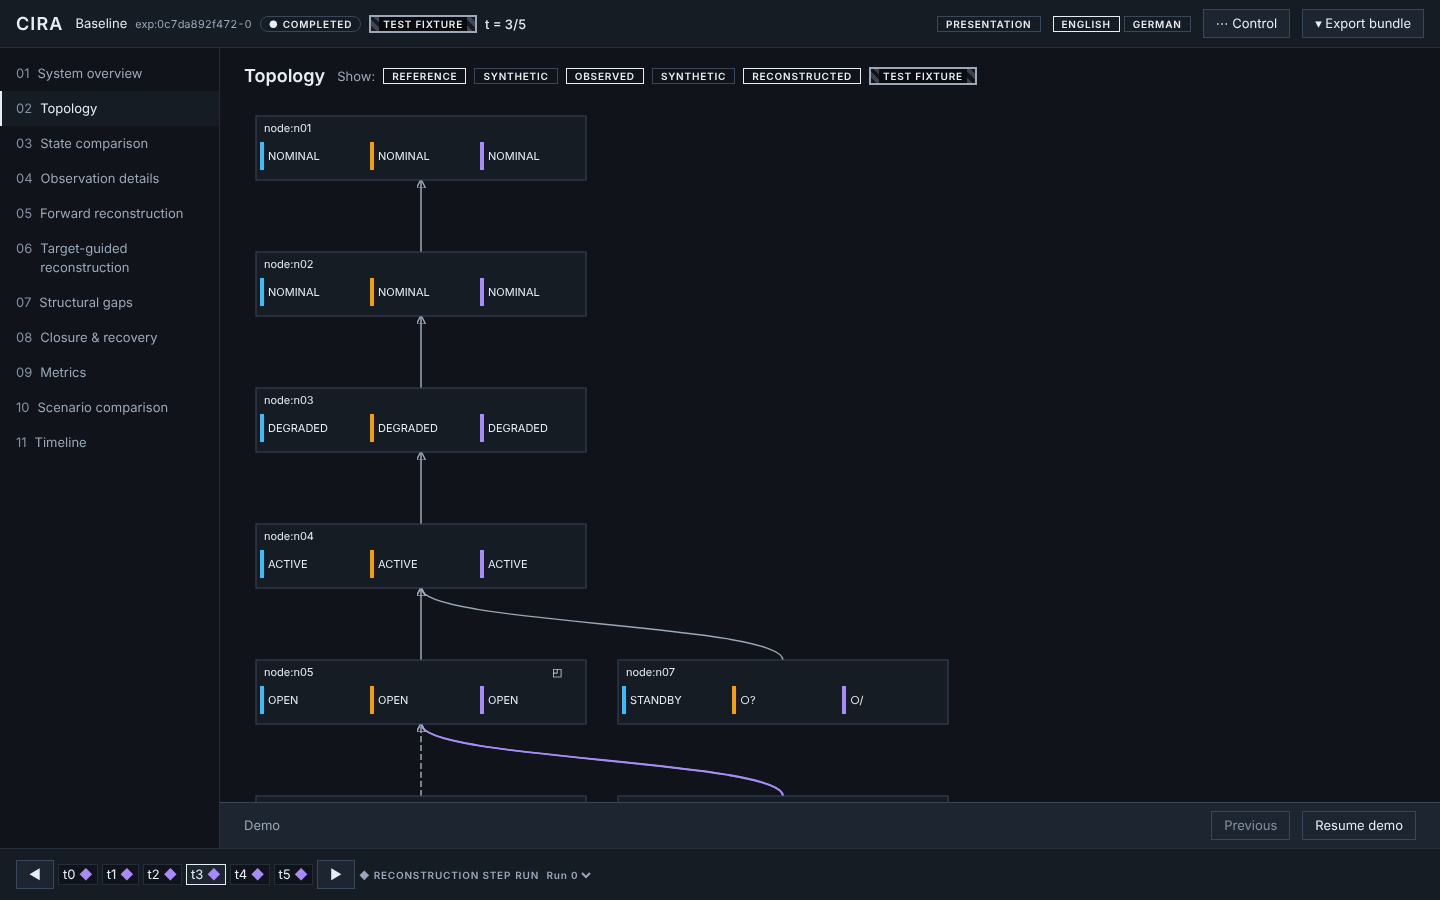 CIRA Baseline exp:0c7da892f472-0 ● COMPLETED TEST FIXTURE t = 3/5 PRESENTATION ENGLISH GERMAN ··· Control ▾ Export bundle
01 System overview
02 Topology
03 State comparison
04 Observation details
05 Forward reconstruction
06 Target-guided
reconstruction
07 Structural gaps
08 Closure & recovery
09 Metrics
10 Scenario comparison
11 Timeline
Topology Show: REFERENCE SYNTHETIC OBSERVED SYNTHETIC RECONSTRUCTED TEST FIXTURE
node:n01
NOMINAL NOMINAL NOMINAL
node:n02
NOMINAL NOMINAL NOMINAL
node:n03
DEGRADED DEGRADED DEGRADED
node:n04
ACTIVE ACTIVE ACTIVE
node:n05
OPEN OPEN OPEN
node:n07
STANDBY O? O/
Demo Previous Resume demo
◀ t0 ◆ t1 ◆ t2 ◆ t3 ◆ t4 ◆ t5 ◆ ▶ ◆ RECONSTRUCTION STEP RUN Run 0